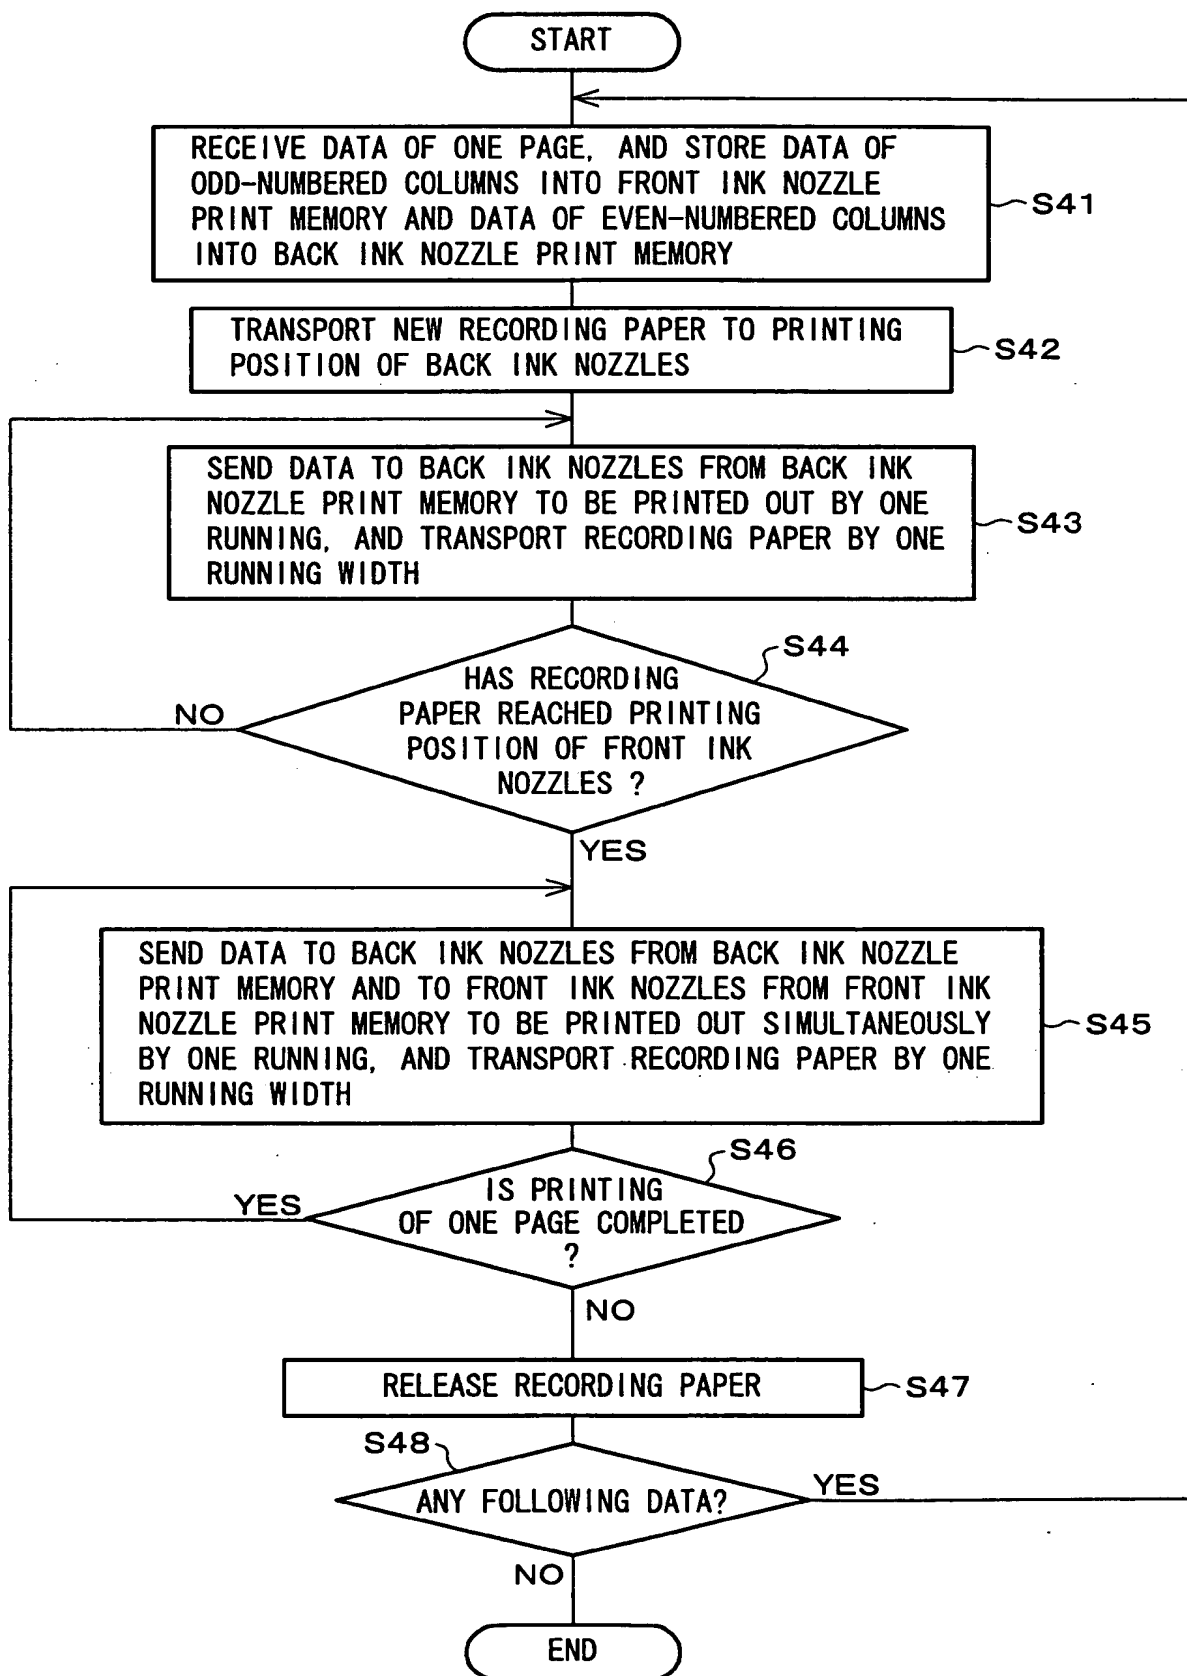 START
RECEIVE DATA OF ONE PAGE, AND STORE DATA OF
ODD-NUMBERED COLUMNS INTO FRONT INK NOZZLE
PRINT MEMORY AND DATA OF EVEN-NUMBERED COLUMNS
INTO BACK INK NOZZLE PRINT MEMORY
S41
TRANSPORT NEW RECORDING PAPER TO PRINTING
POSITION OF BACK INK NOZZLES
S42
SEND DATA TO BACK INK NOZZLES FROM BACK INK
NOZZLE PRINT MEMORY TO BE PRINTED OUT BY ONE
RUNNING, AND TRANSPORT RECORDING PAPER BY ONE
RUNNING WIDTH
S43
S44
HAS RECORDING
PAPER REACHED PRINTING
POSITION OF FRONT INK
NOZZLES ?
NO
YES
SEND DATA TO BACK INK NOZZLES FROM BACK INK NOZZLE
PRINT MEMORY AND TO FRONT INK NOZZLES FROM FRONT INK
NOZZLE PRINT MEMORY TO BE PRINTED OUT SIMULTANEOUSLY
BY ONE RUNNING, AND TRANSPORT RECORDING PAPER BY ONE
RUNNING WIDTH
S45
S46
IS PRINTING
OF ONE PAGE COMPLETED
?
YES
NO
RELEASE RECORDING PAPER
S47
S48
ANY FOLLOWING DATA?
YES
NO
END